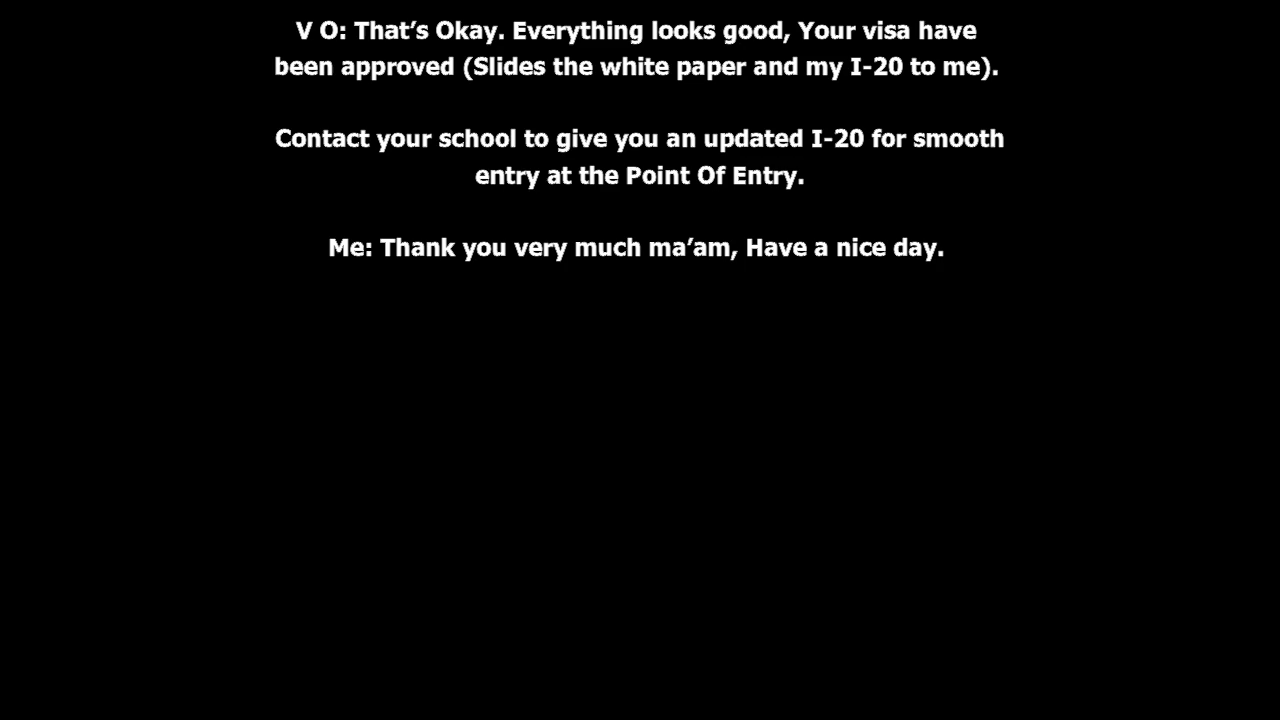 V O: That’s Okay. Everything looks good, Your visa have
been approved (Slides the white paper and my I-20 to me).
Contact your school to give you an updated I-20 for smooth
entry at the Point Of Entry.
Me: Thank you very much ma’am, Have a nice day.